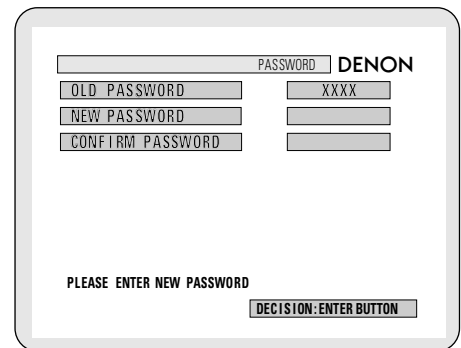 PASSWORD DENON
OLD PASSWORD XXXX
NEW PASSWORD
CONFIRM PASSWORD
PLEASE ENTER NEW PASSWORD
DECISION:ENTER BUTTON